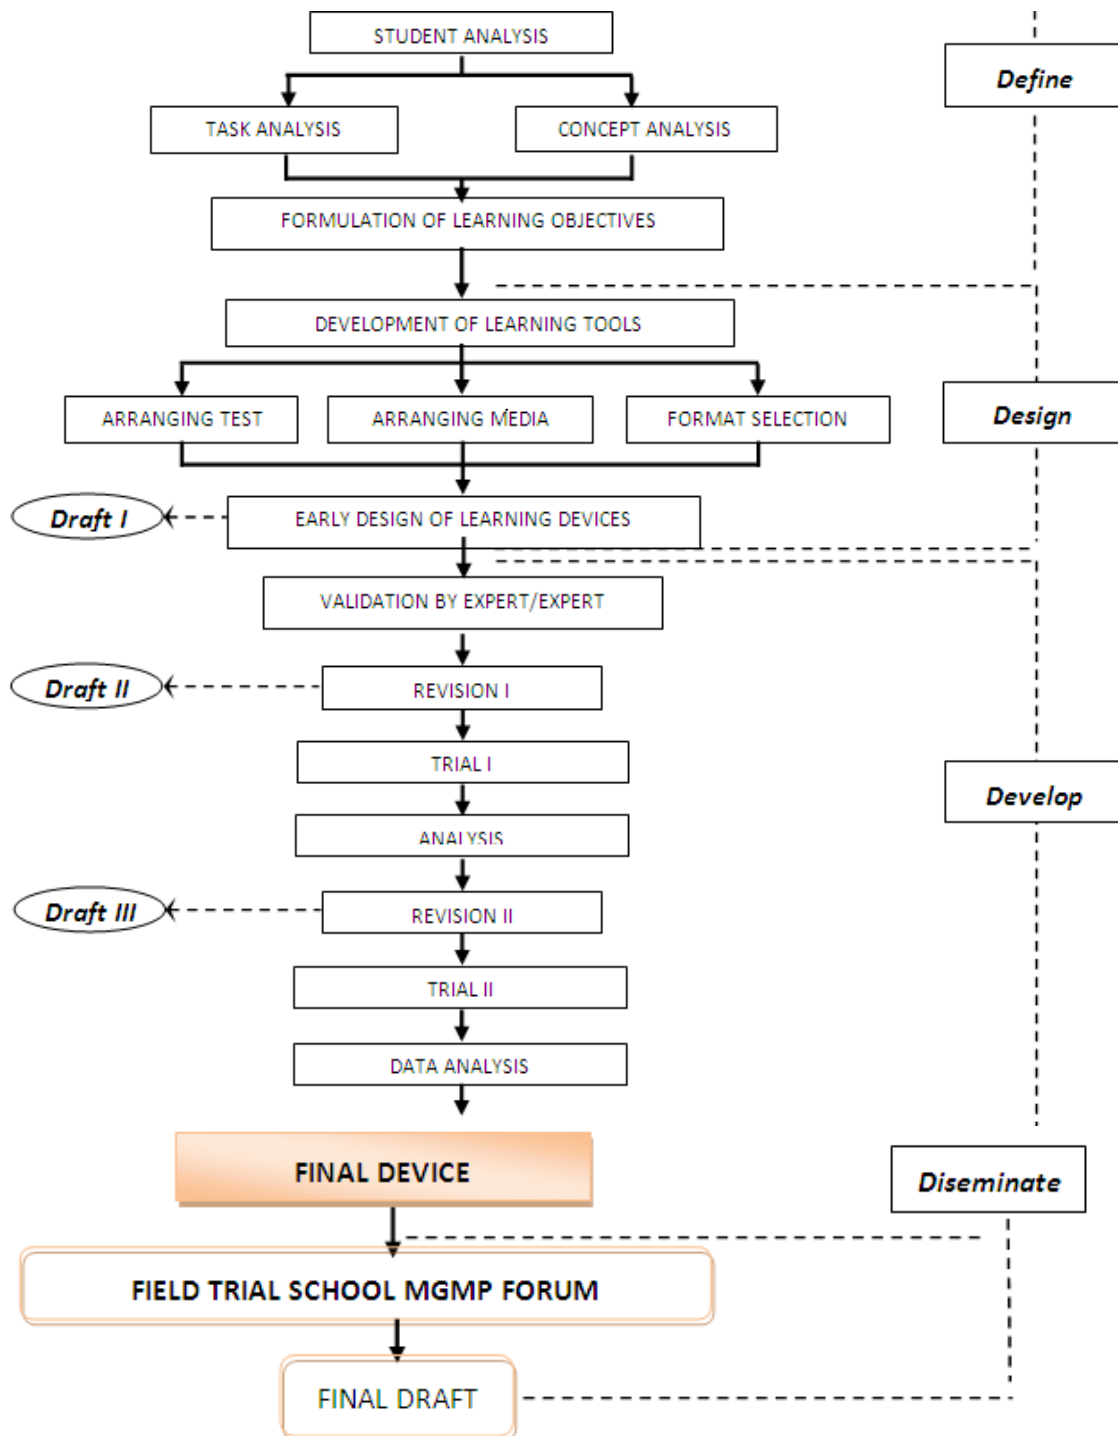 STUDENT ANALYSIS
Define
TASK ANALYSIS
CONCEPT ANALYSIS
FORMULATION OF LEARNING OBJECTIVES
DEVELOPMENT OF LEARNING TOOLS
ARRANGING TEST
ARRANGING MEDIA
FORMAT SELECTION
Design
Draft I
EARLY DESIGN OF LEARNING DEVICES
VALIDATION BY EXPERT/EXPERT
Draft II
REVISION I
TRIAL I
Develop
ANALYSIS
Draft III
REVISION II
TRIAL II
DATA ANALYSIS
FINAL DEVICE
Diseminate
FIELD TRIAL SCHOOL MGMP FORUM
FINAL DRAFT